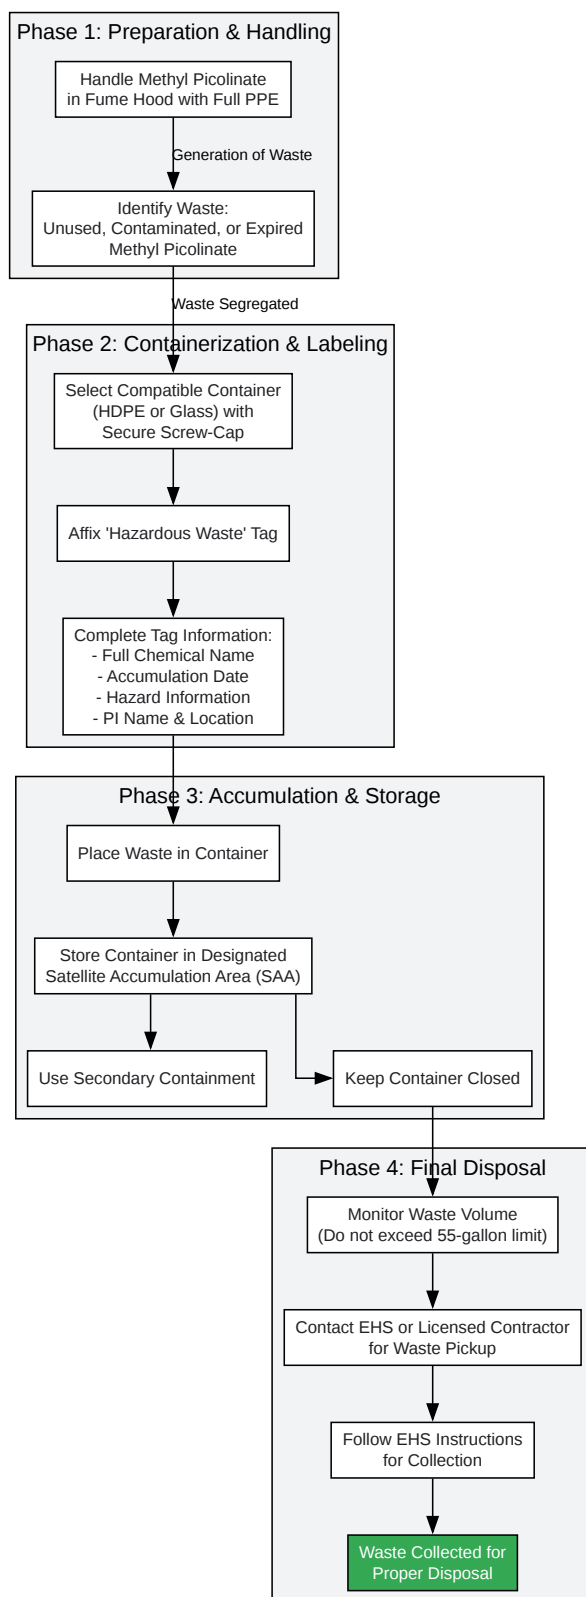 Phase 1: Preparation & Handling
Handle Methyl Picolinate
in Fume Hood with Full PPE
Generation of Waste
Identify Waste:
Unused, Contaminated, or Expired
Methyl Picolinate
Waste Segregated
Phase 2: Containerization & Labeling
Select Compatible Container
(HDPE or Glass) with
Secure Screw-Cap
Affix 'Hazardous Waste' Tag
Complete Tag Information:
- Full Chemical Name
- Accumulation Date
- Hazard Information
- PI Name & Location
Phase 3: Accumulation & Storage
Place Waste in Container
Store Container in Designated
Satellite Accumulation Area (SAA)
Use Secondary Containment
Keep Container Closed
Phase 4: Final Disposal
Monitor Waste Volume
(Do not exceed 55-gallon limit)
Contact EHS or Licensed Contractor
for Waste Pickup
Follow EHS Instructions
for Collection
Waste Collected for
Proper Disposal